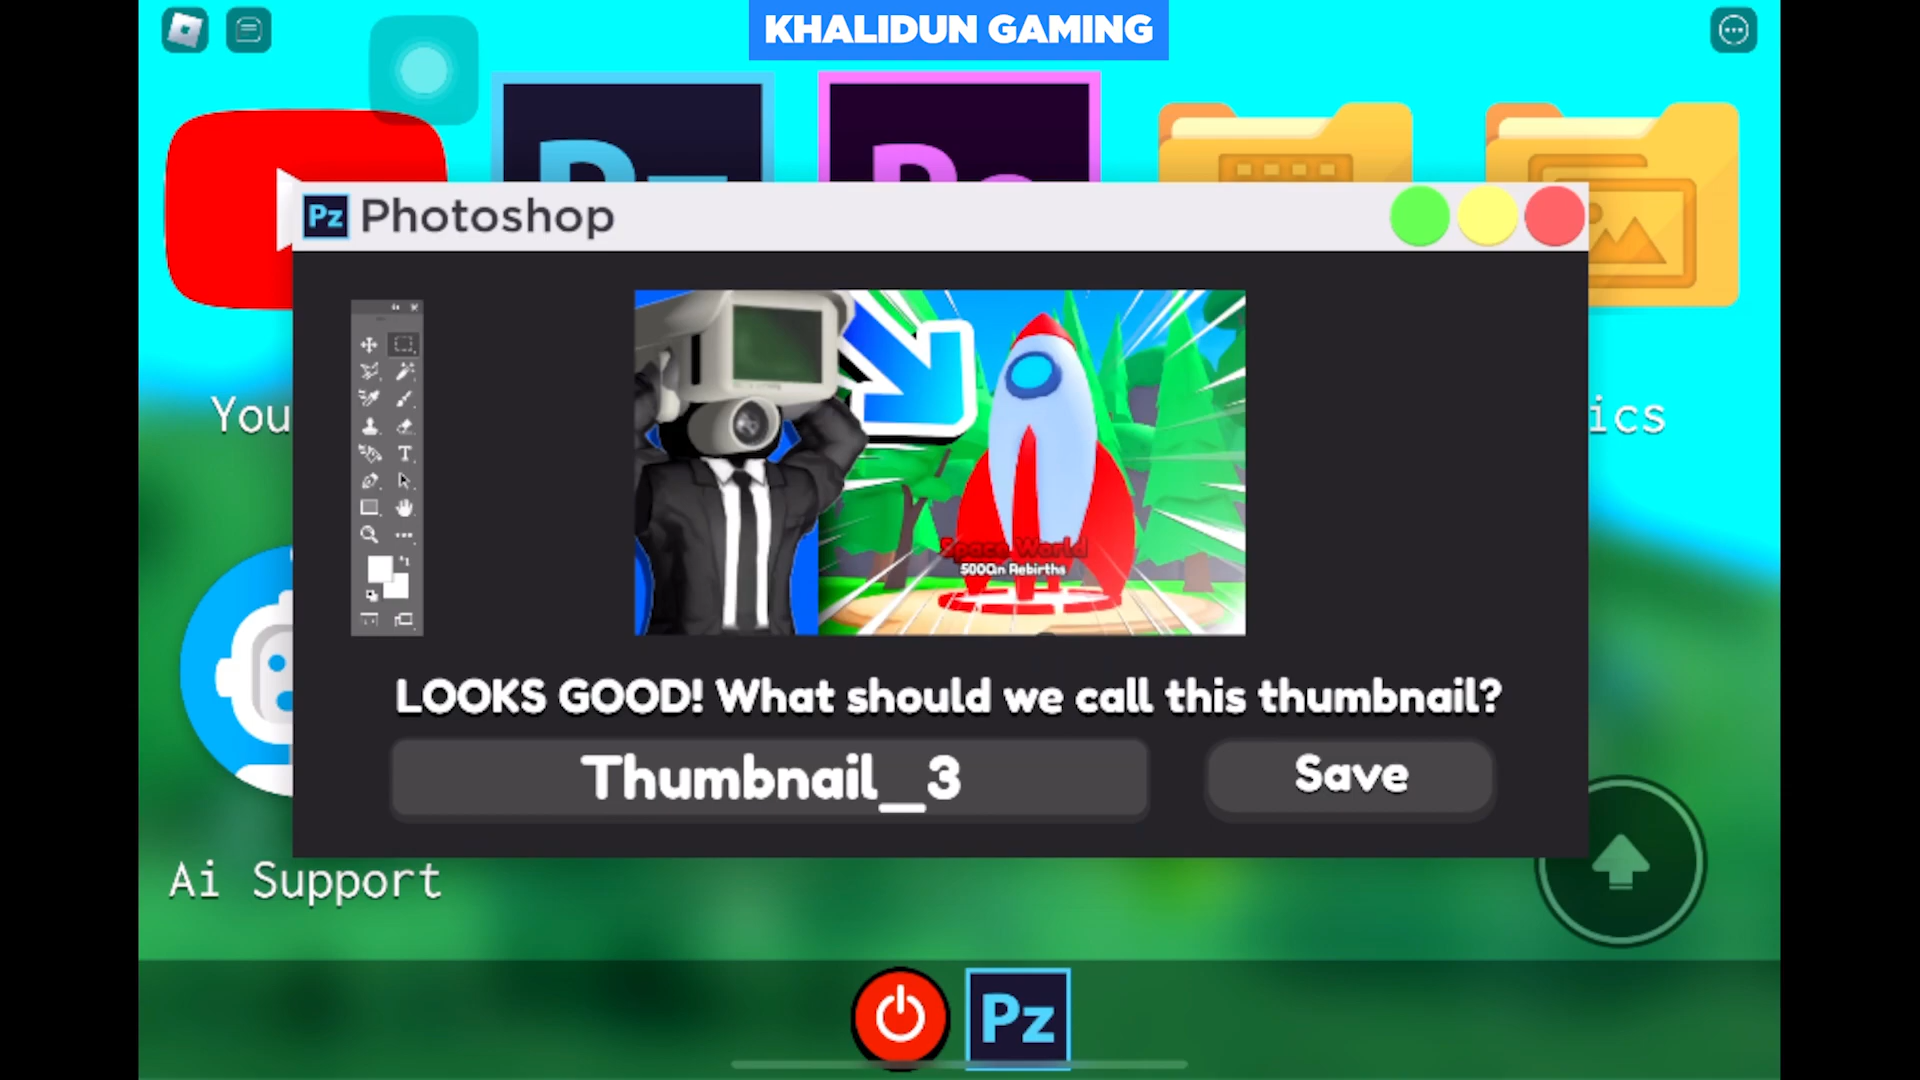 KHALIDUN GAMING
Pz Photoshop
You
ics
Space World
500Qn Rebirths
LOOKS GOOD! What should we call this thumbnail?
Thumbnail_3
Save
Ai Support
Pz